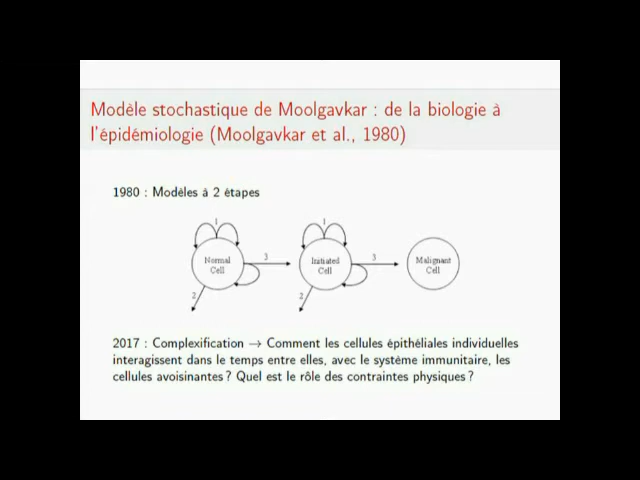 Modèle stochastique de Moolgavkar : de la biologie à
l'épidémiologie (Moolgavkar et al., 1980)
1980 : Modèles à 2 étapes
1
1
Normal
Cell
3
Initiated
Cell
3
Malignant
Cell
2
2
2017 : Complexification → Comment les cellules épithéliales individuelles
interagissent dans le temps entre elles, avec le système immunitaire, les
cellules avoisinantes ? Quel est le rôle des contraintes physiques ?